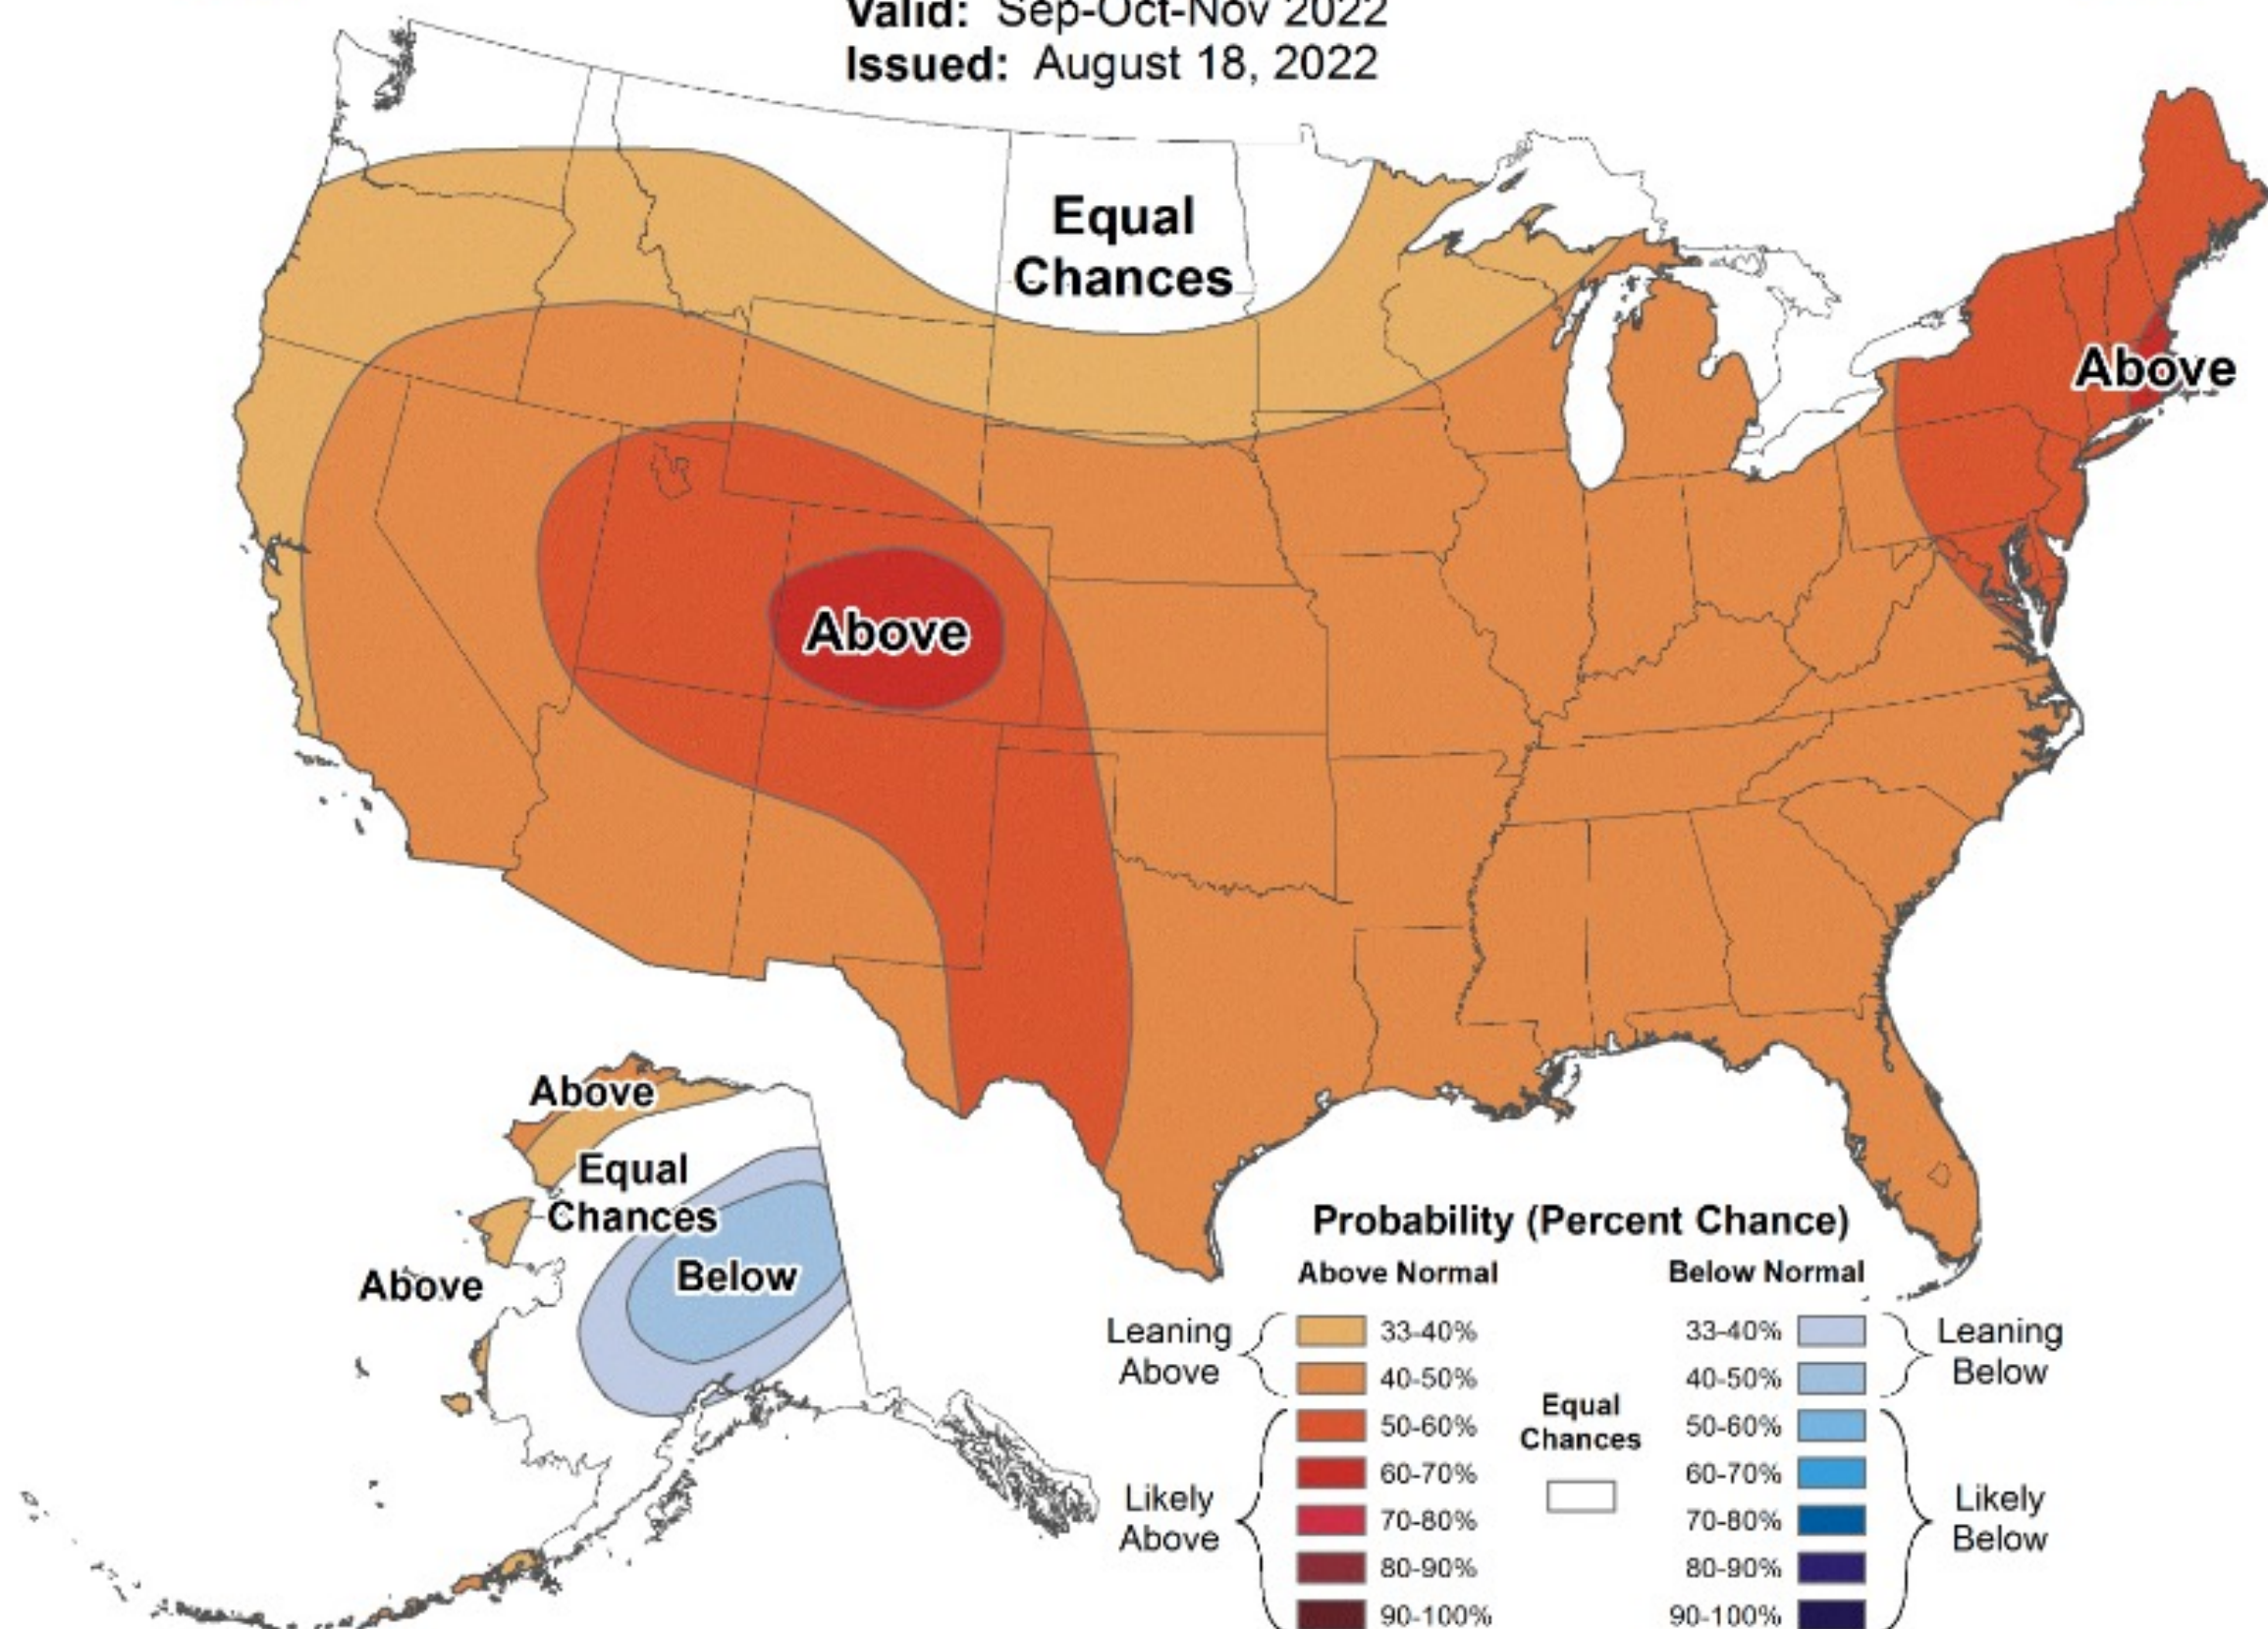 Valid: Sep-Oct-Nov 2022
Issued: August 18, 2022
Equal
Chances
Above
Above
Above
Equal
Chances
Below
Above
Probability (Percent Chance)
Above Normal
Below Normal
Leaning
Above
33-40%
40-50%
Likely
Above
50-60%
60-70%
70-80%
80-90%
90-100%
Equal
Chances
33-40%
40-50%
Leaning
Below
50-60%
60-70%
70-80%
80-90%
90-100%
Likely
Below